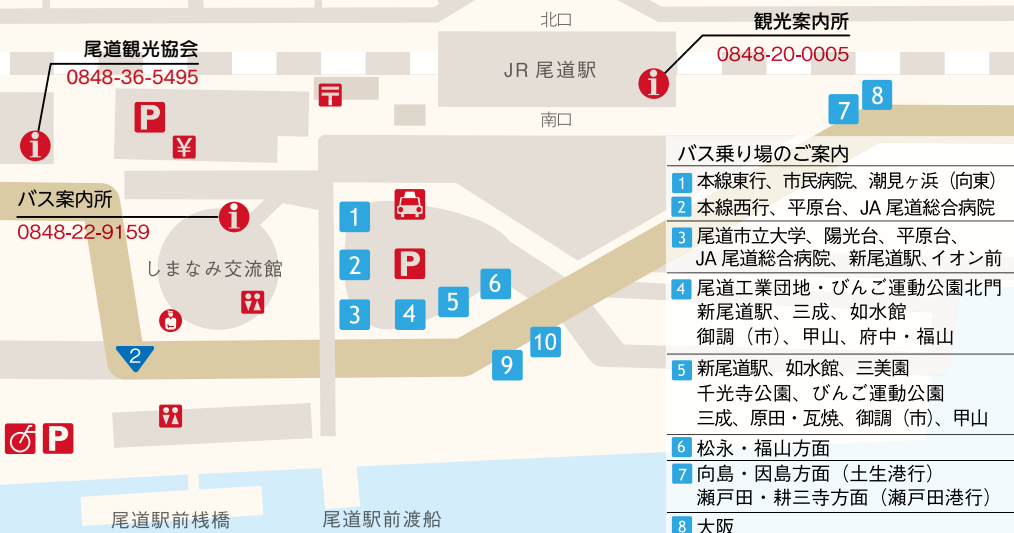 北口
観光案内所
0848-20-0005
尾道観光協会
0848-36-5495
JR 尾道駅
南口
〒
P
¥
i
i
i
7
8
バス案内所
0848-22-9159
しまなみ交流館
1
2
3
4
5
6
P
2
9
10
P
尾道駅前桟橋
尾道駅前渡船
バス乗り場のご案内
1 本線東行、市民病院、潮見ヶ浜（向東）
2 本線西行、平原台、JA 尾道総合病院
3 尾道市立大学、陽光台、平原台、
JA 尾道総合病院、新尾道駅、イオン前
4 尾道工業団地・びんご運動公園北門
新尾道駅、三成、如水館
御調（市）、甲山、府中・福山
5 新尾道駅、如水館、三美園
千光寺公園、びんご運動公園
三成、原田・瓦焼、御調（市）、甲山
6 松永・福山方面
7 向島・因島方面（土生港行）
瀬戸田・耕三寺方面（瀬戸田港行）
8 大阪